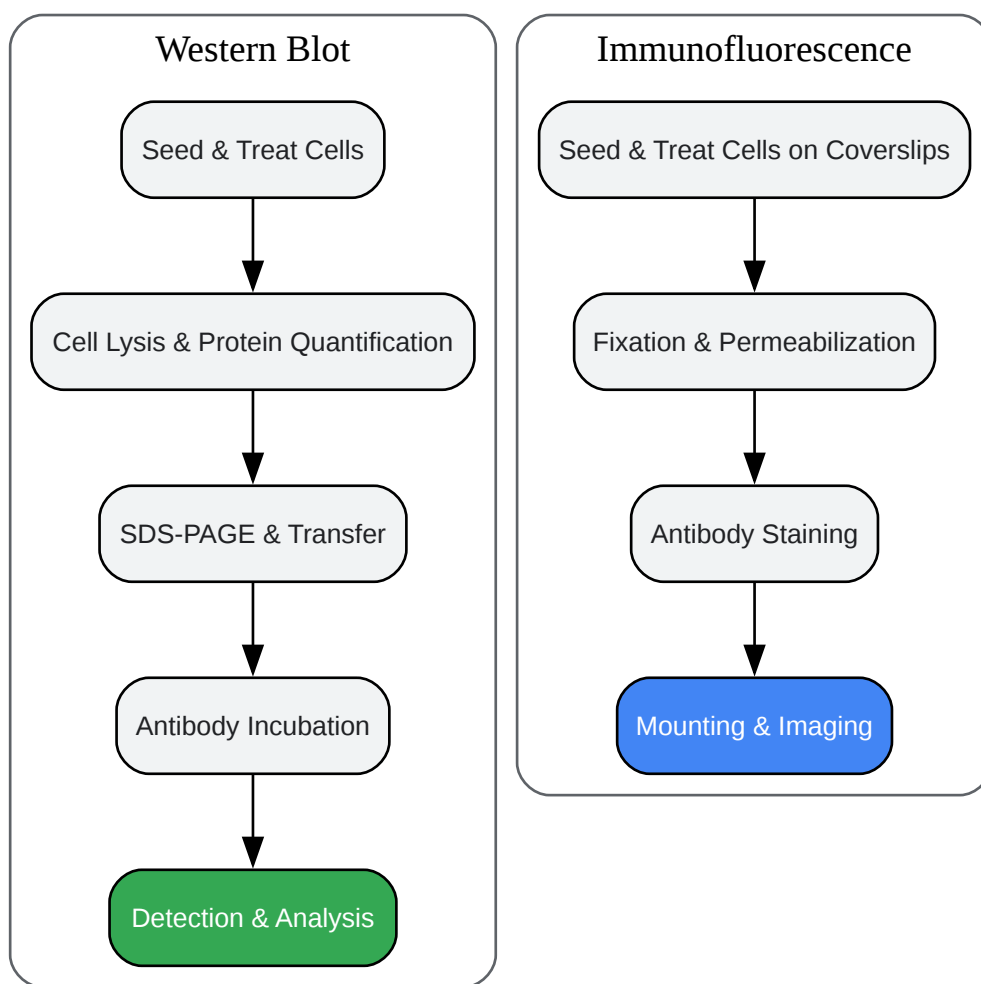 Western Blot
Seed & Treat Cells
Cell Lysis & Protein Quantification
SDS-PAGE & Transfer
Antibody Incubation
Detection & Analysis
Immunofluorescence
Seed & Treat Cells on Coverslips
Fixation & Permeabilization
Antibody Staining
Mounting & Imaging